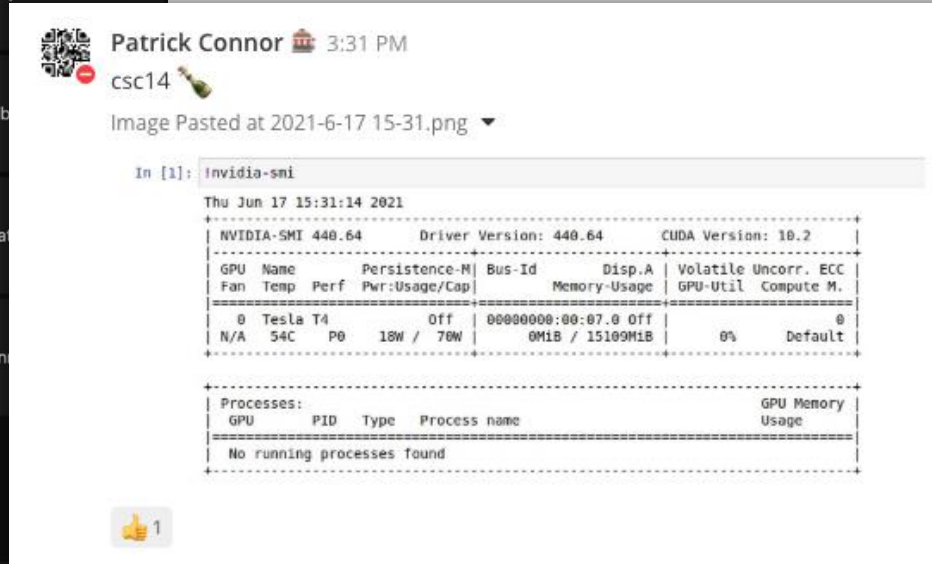 Patrick Connor 3:31 PM
csc14
Image Pasted at 2021-6-17 15-31.png
In [1]: !nvidia-smi
Thu Jun 17 15:31:14 2021
NVIDIA-SMI 440.64 Driver Version: 440.64 CUDA Version: 10.2
GPU Name Persistence-M| Bus-Id Disp.A | Volatile Uncorr. ECC
Fan Temp Perf Pwr:Usage/Cap| Memory-Usage | GPU-Util Compute M.
0 Tesla T4 Off | 00000000:00:07.0 Off | 0
N/A 54C P0 18W / 70W | 0MiB / 15109MiB | 0% Default
Processes: GPU Memory
GPU PID Type Process name Usage
No running processes found
1